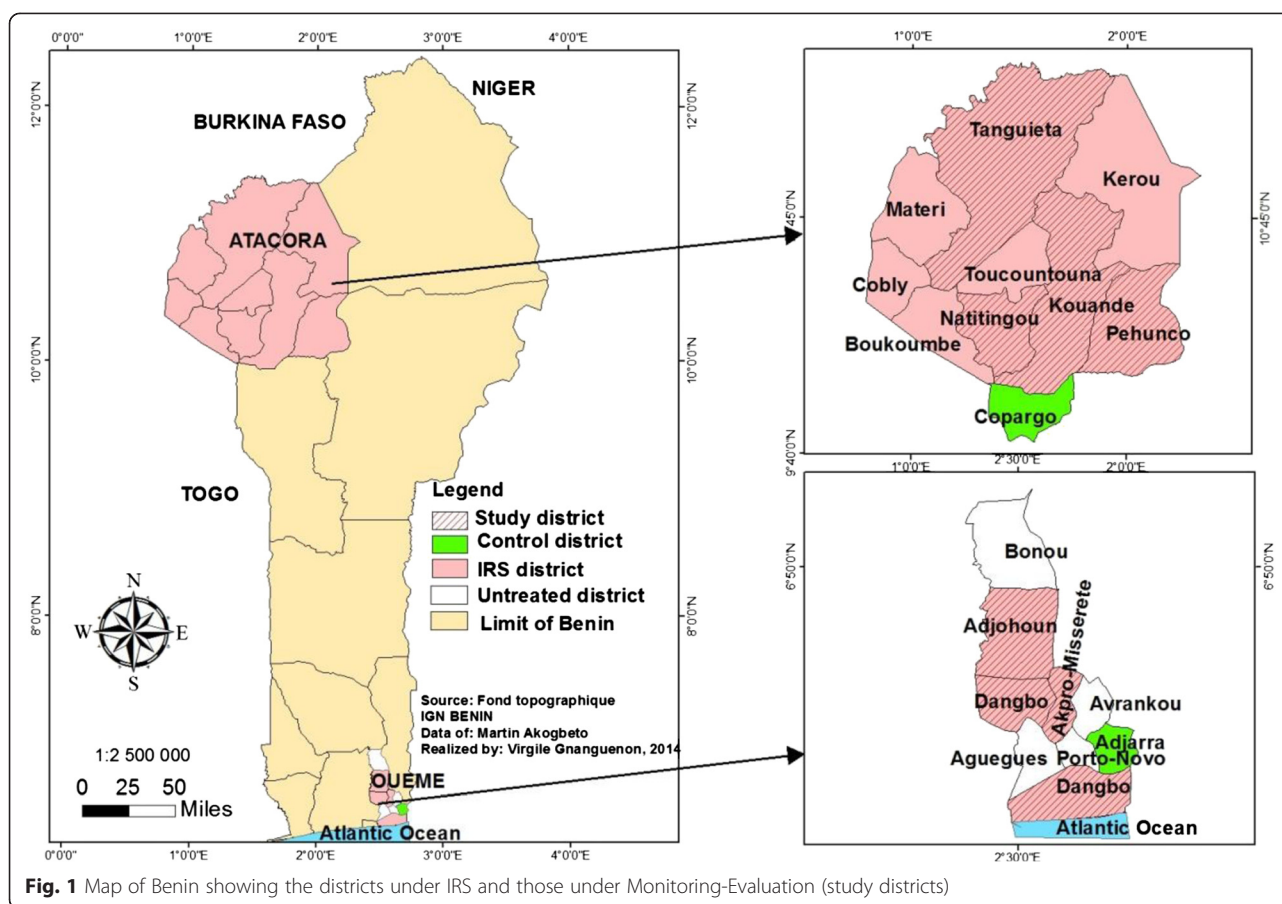 0°0'0" 1°0'0"E 2°0'0"E 3°0'0"E 4°0'0"E
12°0'0"N
12°0'0"N
NIGER
BURKINA FASO
ATACORA
10°0'0"N
10°0'0"N
TOGO
Legend
Study district
Control district
IRS district
Untreated district
Limit of Benin
8°0'0"N
8°0'0"N
N
W E
S
Source: Fond topographique
IGN BENIN
Data of: Martin Akogbeto
Realized by: Virgile Gnanguenon, 2014
1:2 500 000
0 25 50
Miles
OUEME
Atlantic Ocean
0°0'0" 1°0'0"E 2°0'0"E 3°0'0"E 4°0'0"E
1°0'0"E 2°0'0"E
Tanguieta
Kerou
Materi
45'0"N
10°45'0"N
Toucountouna
Cobly
Kouande
Natitingou
Pehunco
Boukoumbe
Copargo
9°40'0"N
1°0'0"E 2°30'0"E 2°0'0"E
Bonou
6°50'0"N
6°50'0"N
Adjohoun
Akpro-Misserete
Dangbo
Avrankou
Adjarra
Aguegues
Porto-Novo
Dangbo
Atlantic Ocean
2°30'0"E
Fig. 1 Map of Benin showing the districts under IRS and those under Monitoring-Evaluation (study districts)